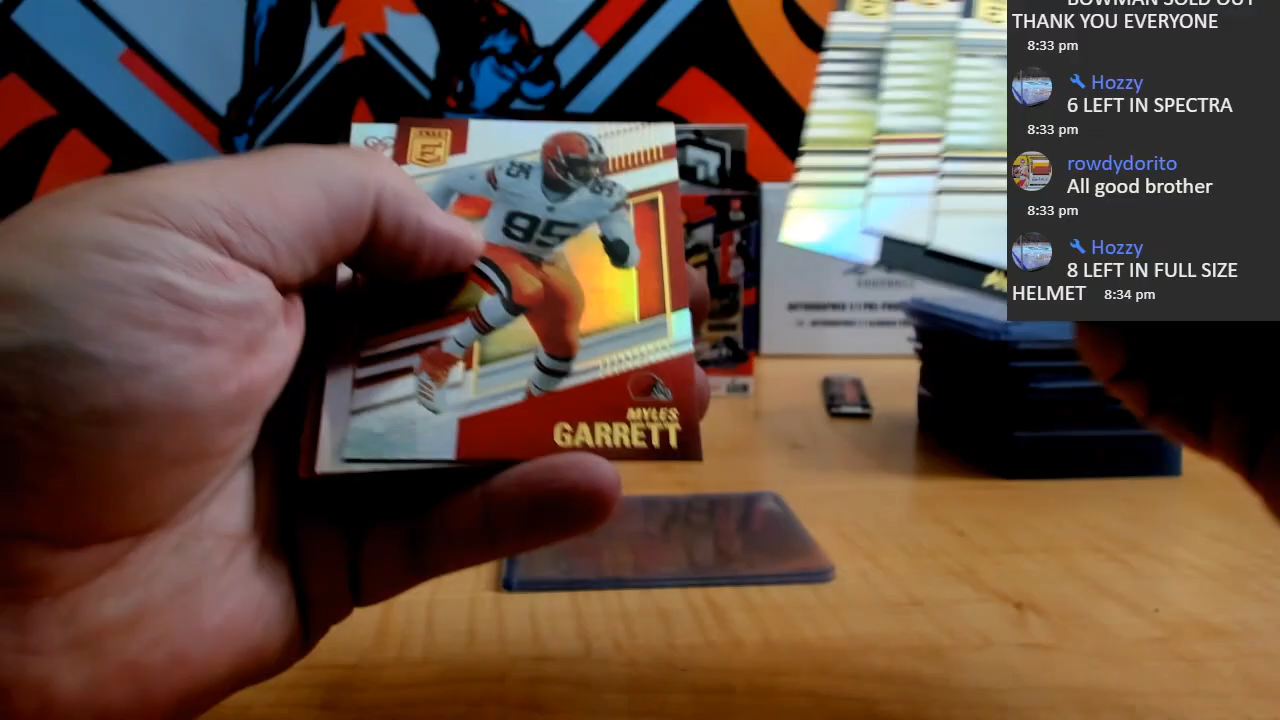 BOWMAN SOLD OUT
THANK YOU EVERYONE
8:33 pm
Hozzy
6 LEFT IN SPECTRA
8:33 pm
rowdydorito
All good brother
8:33 pm
Hozzy
8 LEFT IN FULL SIZE
HELMET 8:34 pm
95
MYLES
GARRETT
FOOTBALL